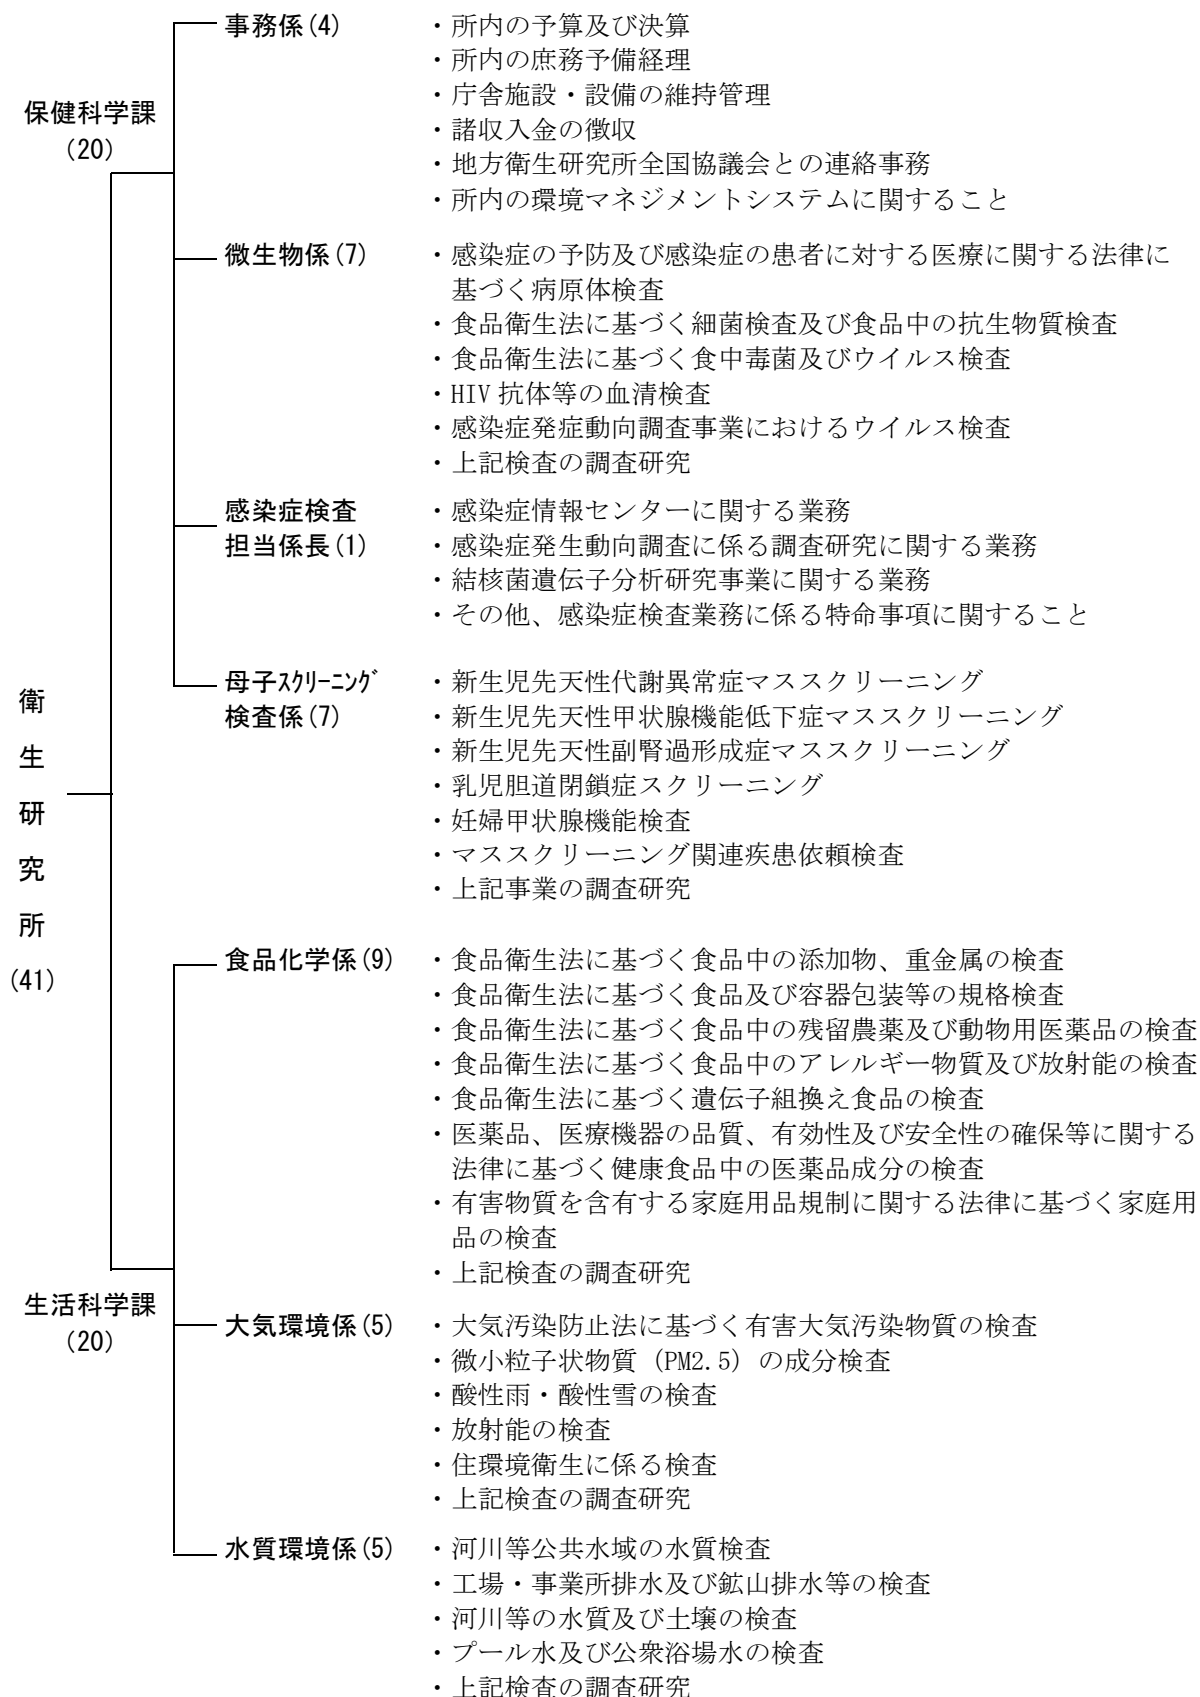 保健科学課
(20)
事務係(4)
・所内の予算及び決算
・所内の庶務予備経理
・庁舎施設・設備の維持管理
・諸収入金の徴収
・地方衛生研究所全国協議会との連絡事務
・所内の環境マネジメントシステムに関すること
微生物係(7)
・感染症の予防及び感染症の患者に対する医療に関する法律に
基づく病原体検査
・食品衛生法に基づく細菌検査及び食品中の抗生物質検査
・食品衛生法に基づく食中毒菌及びウイルス検査
・HIV抗体等の血清検査
・感染症発症動向調査事業におけるウイルス検査
・上記検査の調査研究
感染症検査
担当係長(1)
・感染症情報センターに関する業務
・感染症発生動向調査に係る調査研究に関する業務
・結核菌遺伝子分析研究事業に関する業務
・その他、感染症検査業務に係る特命事項に関すること
母子ｽｸﾘｰﾆﾝｸﾞ
検査係(7)
・新生児先天性代謝異常症マススクリーニング
・新生児先天性甲状腺機能低下症マススクリーニング
・新生児先天性副腎過形成症マススクリーニング
・乳児胆道閉鎖症スクリーニング
・妊婦甲状腺機能検査
・マススクリーニング関連疾患依頼検査
・上記事業の調査研究
衛
生
研
究
所
(41)
生活科学課
(20)
食品化学係(9)
・食品衛生法に基づく食品中の添加物、重金属の検査
・食品衛生法に基づく食品及び容器包装等の規格検査
・食品衛生法に基づく食品中の残留農薬及び動物用医薬品の検査
・食品衛生法に基づく食品中のアレルギー物質及び放射能の検査
・食品衛生法に基づく遺伝子組換え食品の検査
・医薬品、医療機器の品質、有効性及び安全性の確保等に関する
法律に基づく健康食品中の医薬品成分の検査
・有害物質を含有する家庭用品規制に関する法律に基づく家庭用
品の検査
・上記検査の調査研究
大気環境係(5)
・大気汚染防止法に基づく有害大気汚染物質の検査
・微小粒子状物質（PM2.5）の成分検査
・酸性雨・酸性雪の検査
・放射能の検査
・住環境衛生に係る検査
・上記検査の調査研究
水質環境係(5)
・河川等公共水域の水質検査
・工場・事業所排水及び鉱山排水等の検査
・河川等の水質及び土壌の検査
・プール水及び公衆浴場水の検査
・上記検査の調査研究